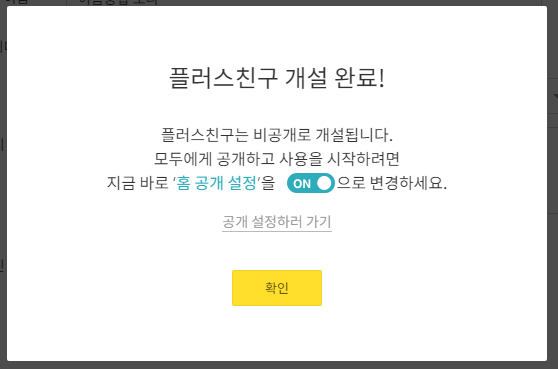 플러스친구 개설 완료!
플러스친구는 비공개로 개설됩니다.
모두에게 공개하고 사용을 시작하려면
지금 바로 ‘홈 공개 설정’을 ON 으로 변경하세요.
공개 설정하러 가기
확인